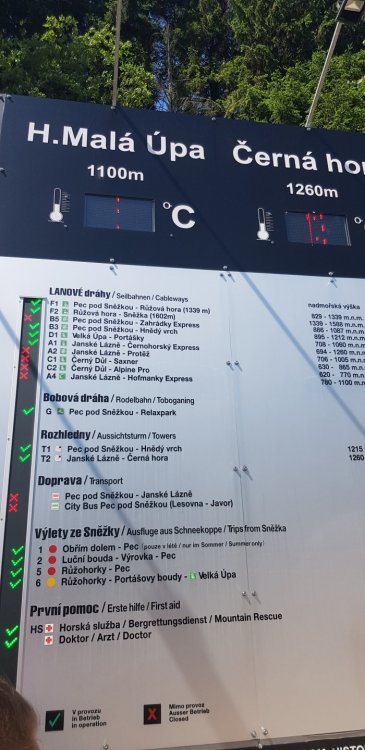 H.Malá Úpa
1100m
°C
Černá hor
1260m
LANOVÉ dráhy / Seilbahnen / Cableways
nadmořská výška
F1 Pec pod Sněžkou - Růžová hora (1339 m)
829 - 1339 m.n.m.
F2 Růžová hora - Sněžka (1602m)
1339 - 1588 m.n.m.
B5 Pec pod Sněžkou - Zahrádky Express
B3 Pec pod Sněžkou - Hnědý vrch
886 - 1087 m.n.m.
D1 Velká Úpa - Portášky
895 - 1212 m.n.m.
A1 Janské Lázně - Černohorský Express
708 - 1060 m.n.m.
A2 Janské Lázně - Protěž
694 - 1260 m.n.m.
C1 Černý Důl - Saxner
706 - 1005 m.n.m.
C2 Černý Důl - Alpine Pro
630 - 865 m.n.m.
A4 Janské Lázně - Hofmanky Express
620 - 770 m.n.m.
780 - 1100 m.n.m.
Bobová dráha / Rodelbahn / Toboganing
G Pec pod Sněžkou - Relaxpark
Rozhledny / Aussichtsturm / Towers
T1 Pec pod Sněžkou - Hnědý vrch
1215
T2 Janské Lázně - Černá hora
1260
Doprava / Transport
Pec pod Sněžkou - Janské Lázně
City Bus Pec pod Sněžkou (Lesovna - Javor)
Výlety ze Sněžky / Ausfluge aus Schneekoppe / Trips from Sněžka
1 Obřím dolem - Pec (pouze v létě / nur im Sommer / Summer only)
2 Luční bouda - Výrovka - Pec
5 Růžohorky - Pec
6 Růžohorky - Portášovy boudy - Velká Úpa
První pomoc / Erste hilfe / First aid
HS Horská služba / Bergrettungsdienst / Mountain Rescue
Doktor / Arzt / Doctor
V provozu
in Betrieb
in operation
Mimo provoz
Ausser Betrieb
Closed